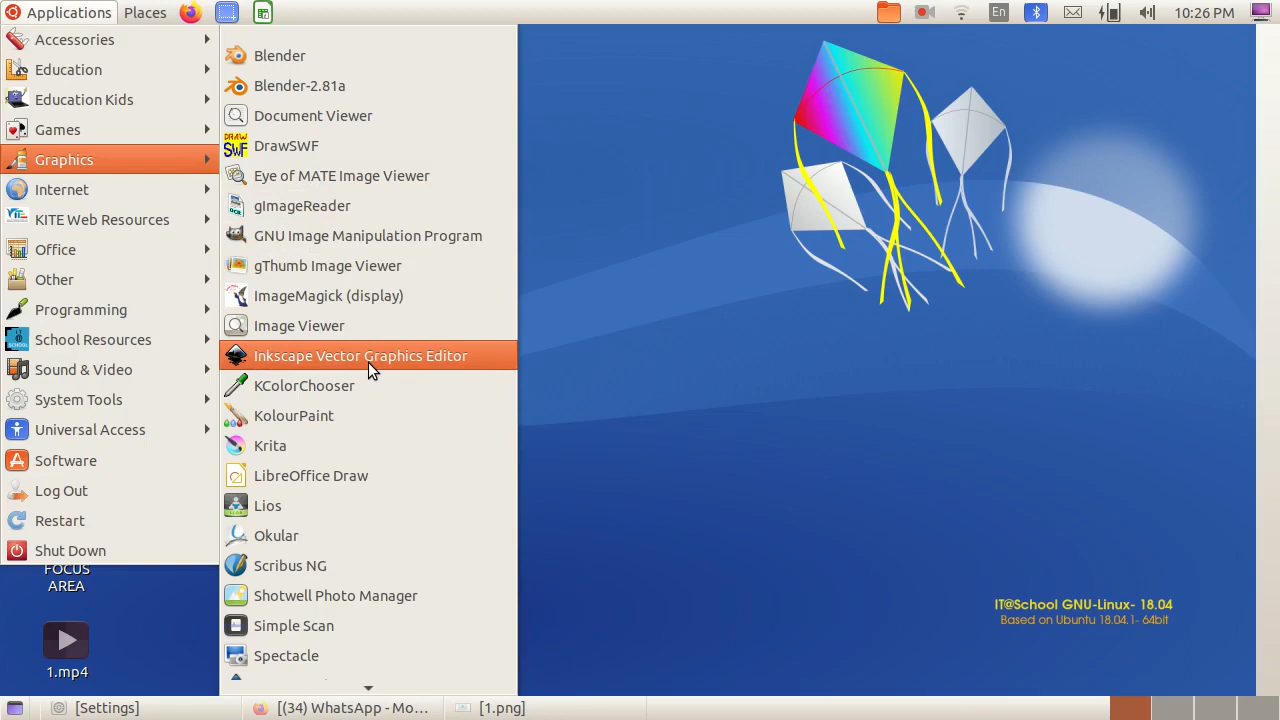 Applications Places En 10:26 PM
Accessories
Education
Education Kids
Games
Graphics
Internet
KITE Web Resources
Office
Other
Programming
School Resources
Sound & Video
System Tools
Universal Access
Software
Log Out
Restart
Shut Down
Blender
Blender-2.81a
Document Viewer
DRAW SWF DrawSWF
Eye of MATE Image Viewer
gImageReader
GNU Image Manipulation Program
gThumb Image Viewer
ImageMagick (display)
Image Viewer
Inkscape Vector Graphics Editor
KColorChooser
KolourPaint
Krita
LibreOffice Draw
Lios
Okular
Scribus NG
Shotwell Photo Manager
Simple Scan
Spectacle
FOCUS
AREA
1.mp4
IT@School GNU-Linux- 18.04
Based on Ubuntu 18.04.1- 64bit
[Settings] [(34) WhatsApp - Mo... [1.png]